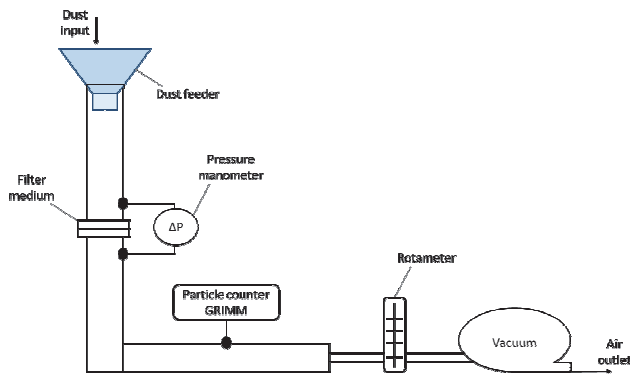 Dust
input
Dust feeder
Pressure
manometer
Filter
medium
ΔP
Rotameter
Particle counter
GRIMM
Vacuum
Air
outlet